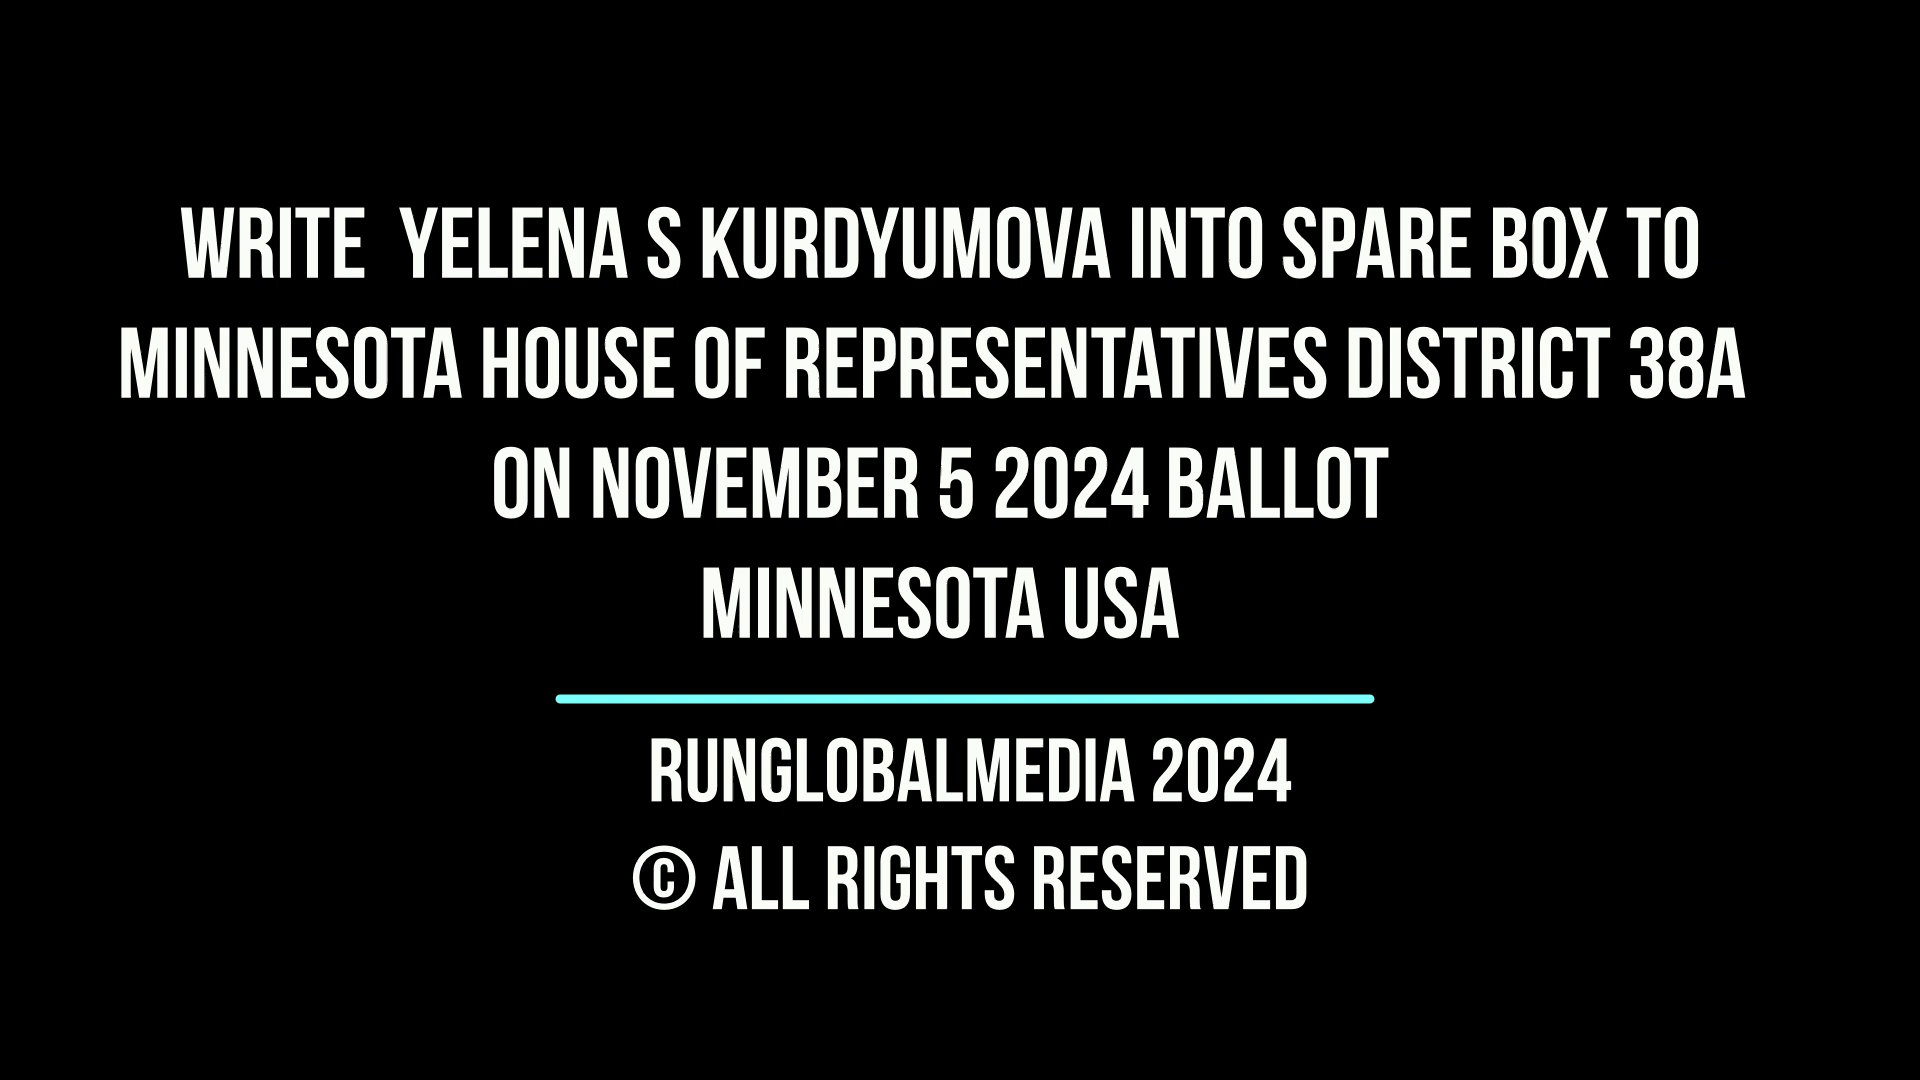 WRITE  YELENA S KURDYUMOVA INTO SPARE BOX TO
MINNESOTA HOUSE OF REPRESENTATIVES DISTRICT 38A
ON NOVEMBER 5 2024 BALLOT
MINNESOTA USA
RUNGLOBALMEDIA 2024
© ALL RIGHTS RESERVED